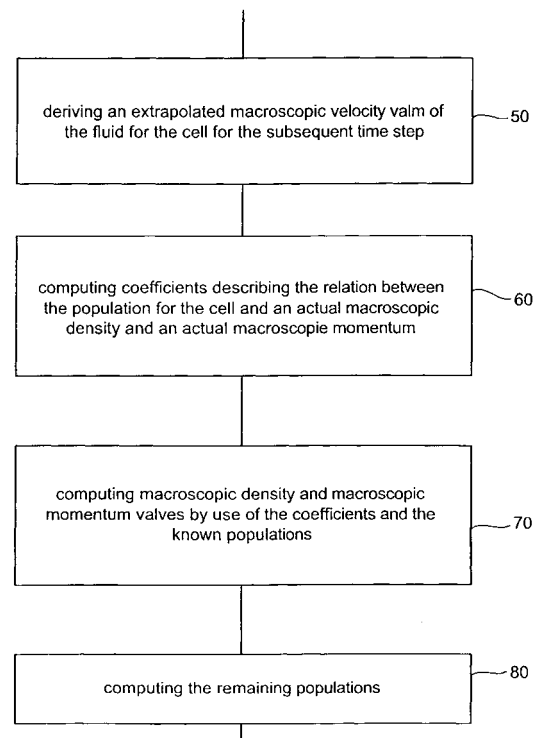 deriving an extrapolated macroscopic velocity valm of
the fluid for the cell for the subsequent time step
50
computing coefficients describing the relation between
the population for the cell and an actual macroscopic
density and an actual macroscopie momentum
60
computing macroscopic density and macroscopic
momentum valves by use of the coefficients and the
known populations
70
computing the remaining populations
80